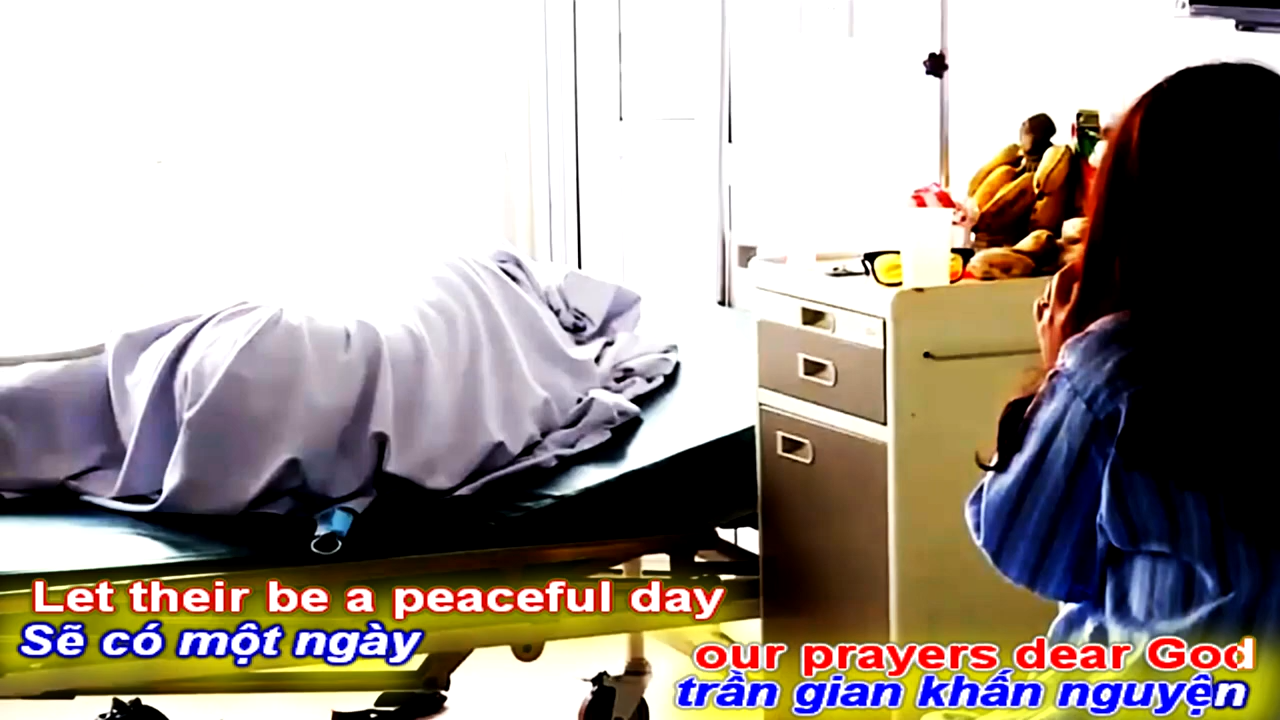 Let their be a peaceful day
Sẽ có một ngày
our prayers dear God
trần gian khấn nguyện